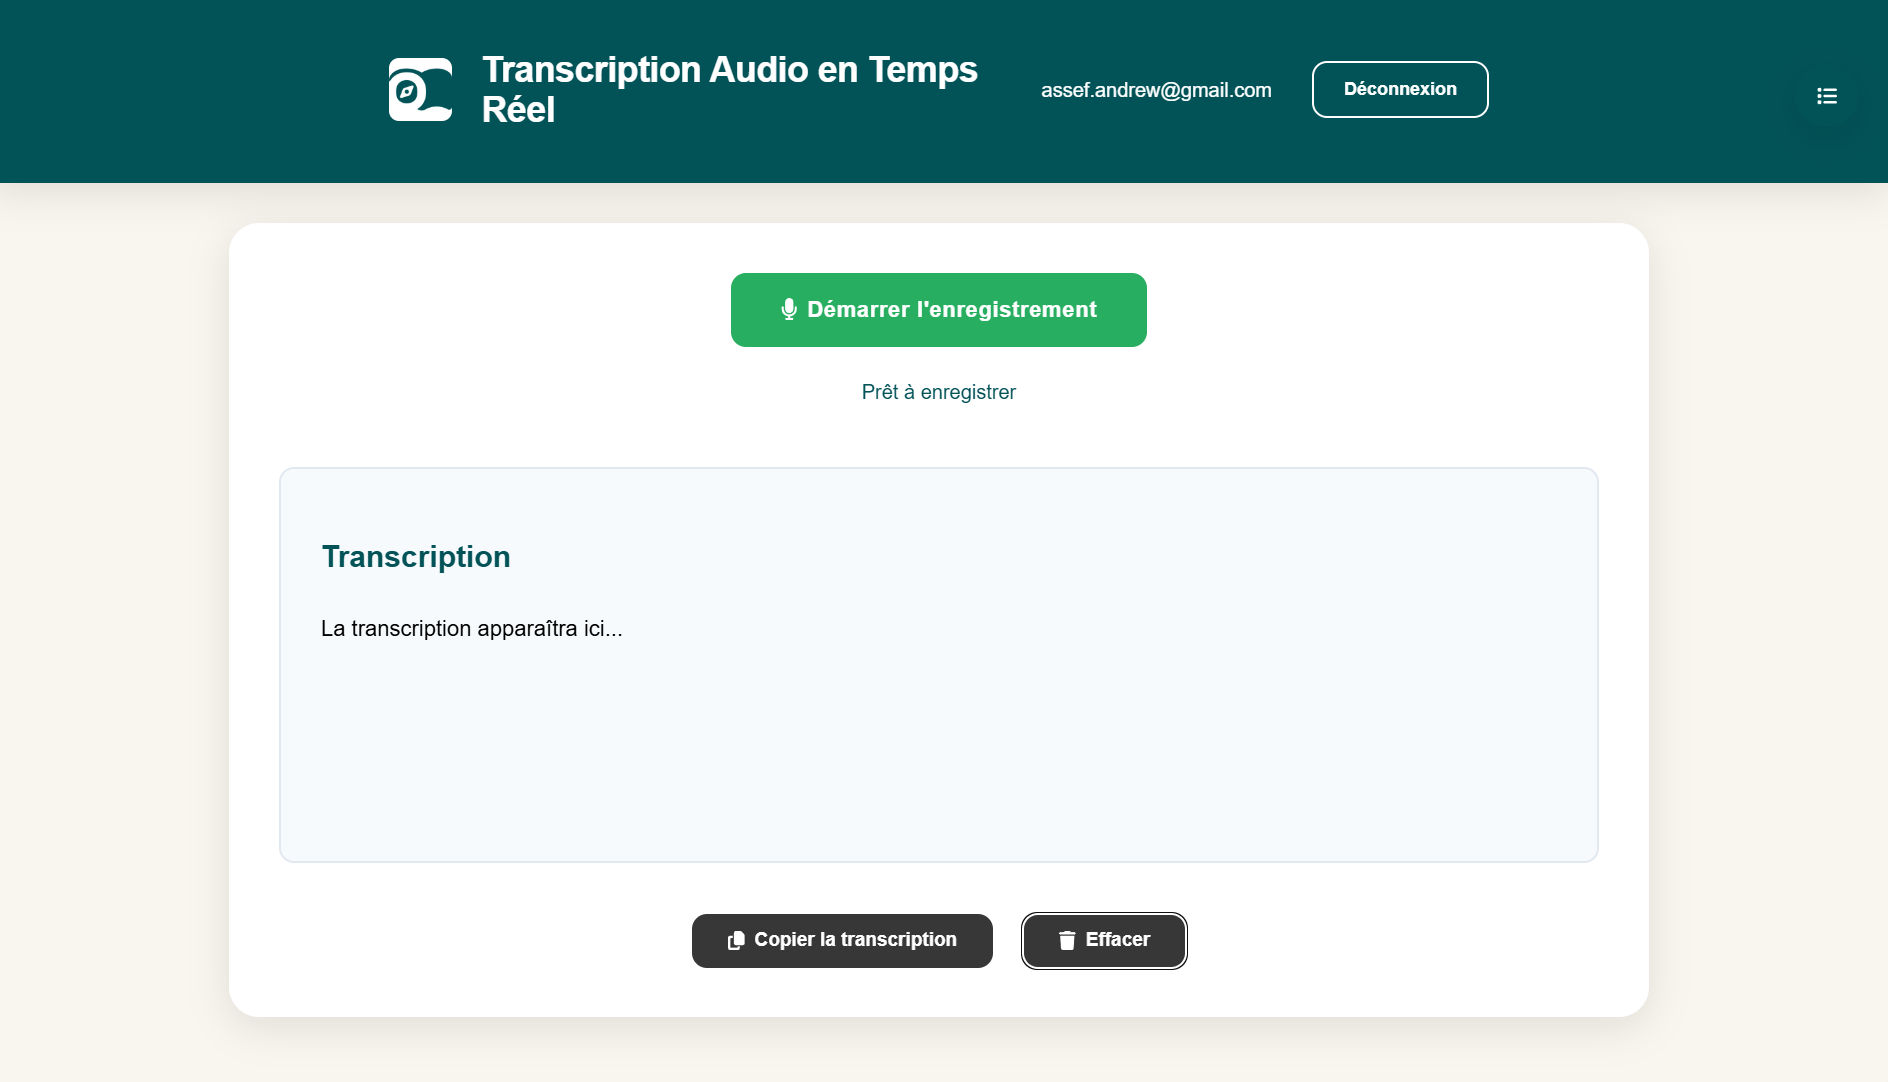 Transcription Audio en Temps
Réel
assef.andrew@gmail.com
Déconnexion
Démarrer l'enregistrement
Prêt à enregistrer
Transcription
La transcription apparaîtra ici...
Copier la transcription
Effacer